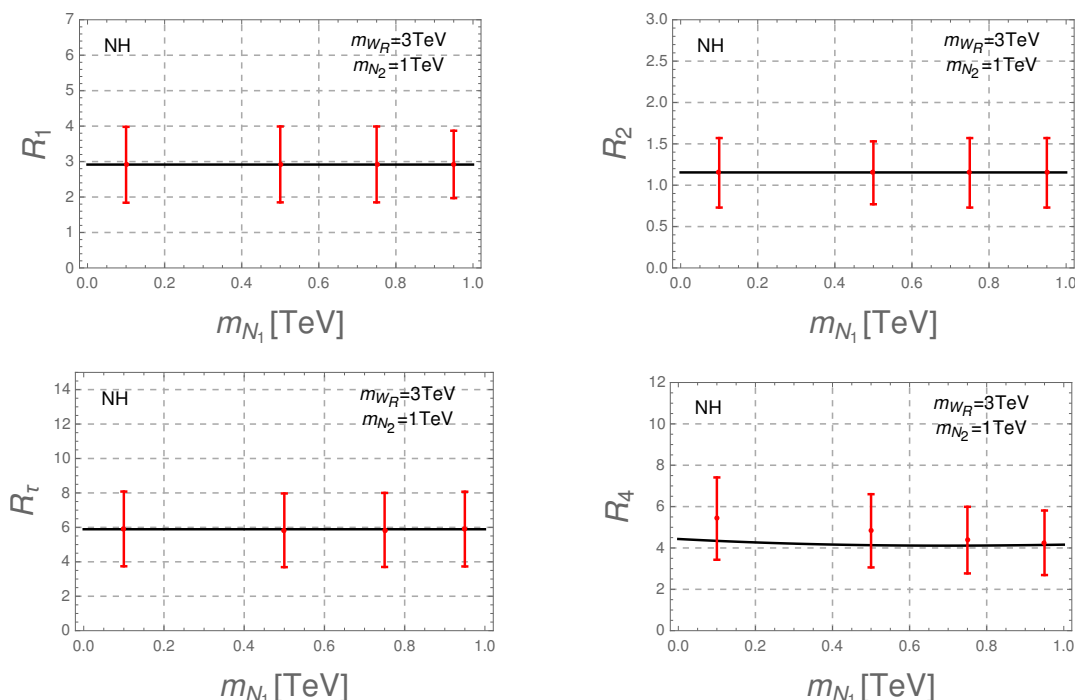 NH
m_{W_R}=3TeV
m_{N_2}=1TeV
R_1
7
6
5
4
3
2
1
0
0.0 0.2 0.4 0.6 0.8 1.0
m_{N_1}[TeV]
NH
m_{W_R}=3TeV
m_{N_2}=1TeV
R_2
3.0
2.5
2.0
1.5
1.0
0.5
0.0
0.0 0.2 0.4 0.6 0.8 1.0
m_{N_1}[TeV]
NH
m_{W_R}=3TeV
m_{N_2}=1TeV
R_τ
14
12
10
8
6
4
2
0
0.0 0.2 0.4 0.6 0.8 1.0
m_{N_1}[TeV]
NH
m_{W_R}=3TeV
m_{N_2}=1TeV
R_4
12
10
8
6
4
2
0
0.0 0.2 0.4 0.6 0.8 1.0
m_{N_1}[TeV]